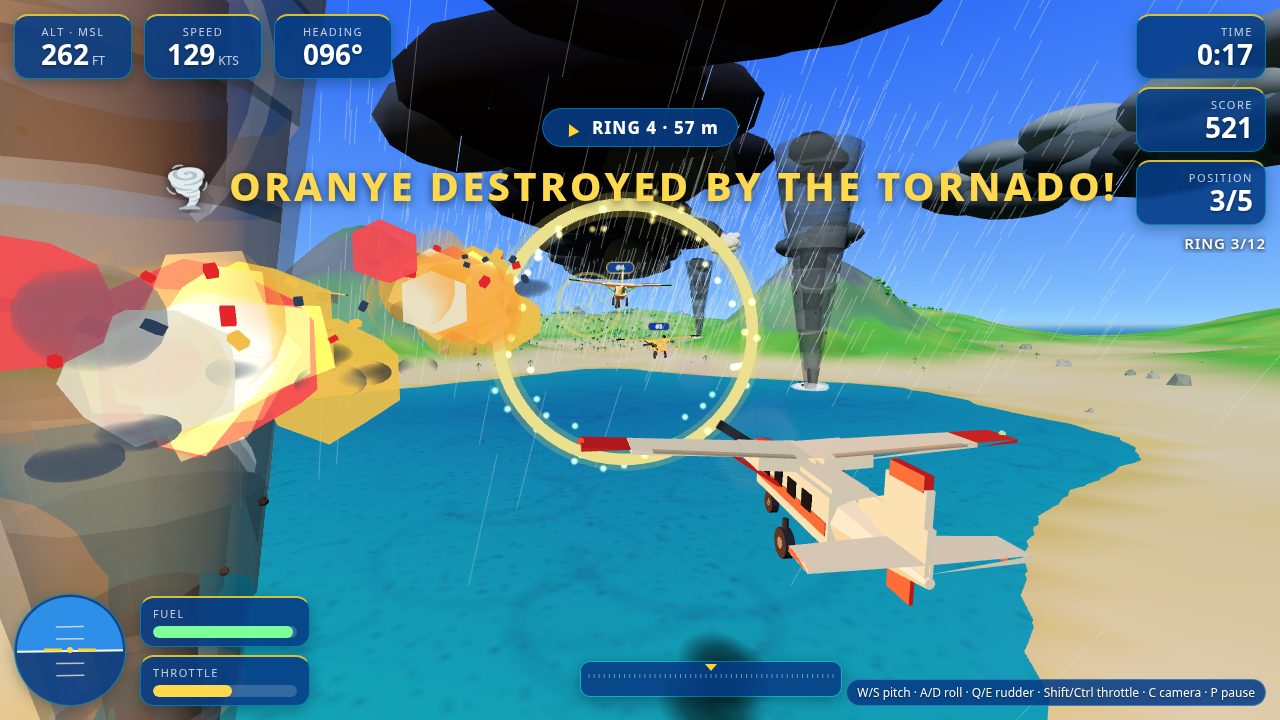 ALT · MSL
262 FT
SPEED
129 KTS
HEADING
096°
TIME
0:17
SCORE
521
POSITION
3/5
RING 3/12
RING 4 · 57 m
ORANYE DESTROYED BY THE TORNADO!
FUEL
THROTTLE
W/S pitch · A/D roll · Q/E rudder · Shift/Ctrl throttle · C camera · P pause